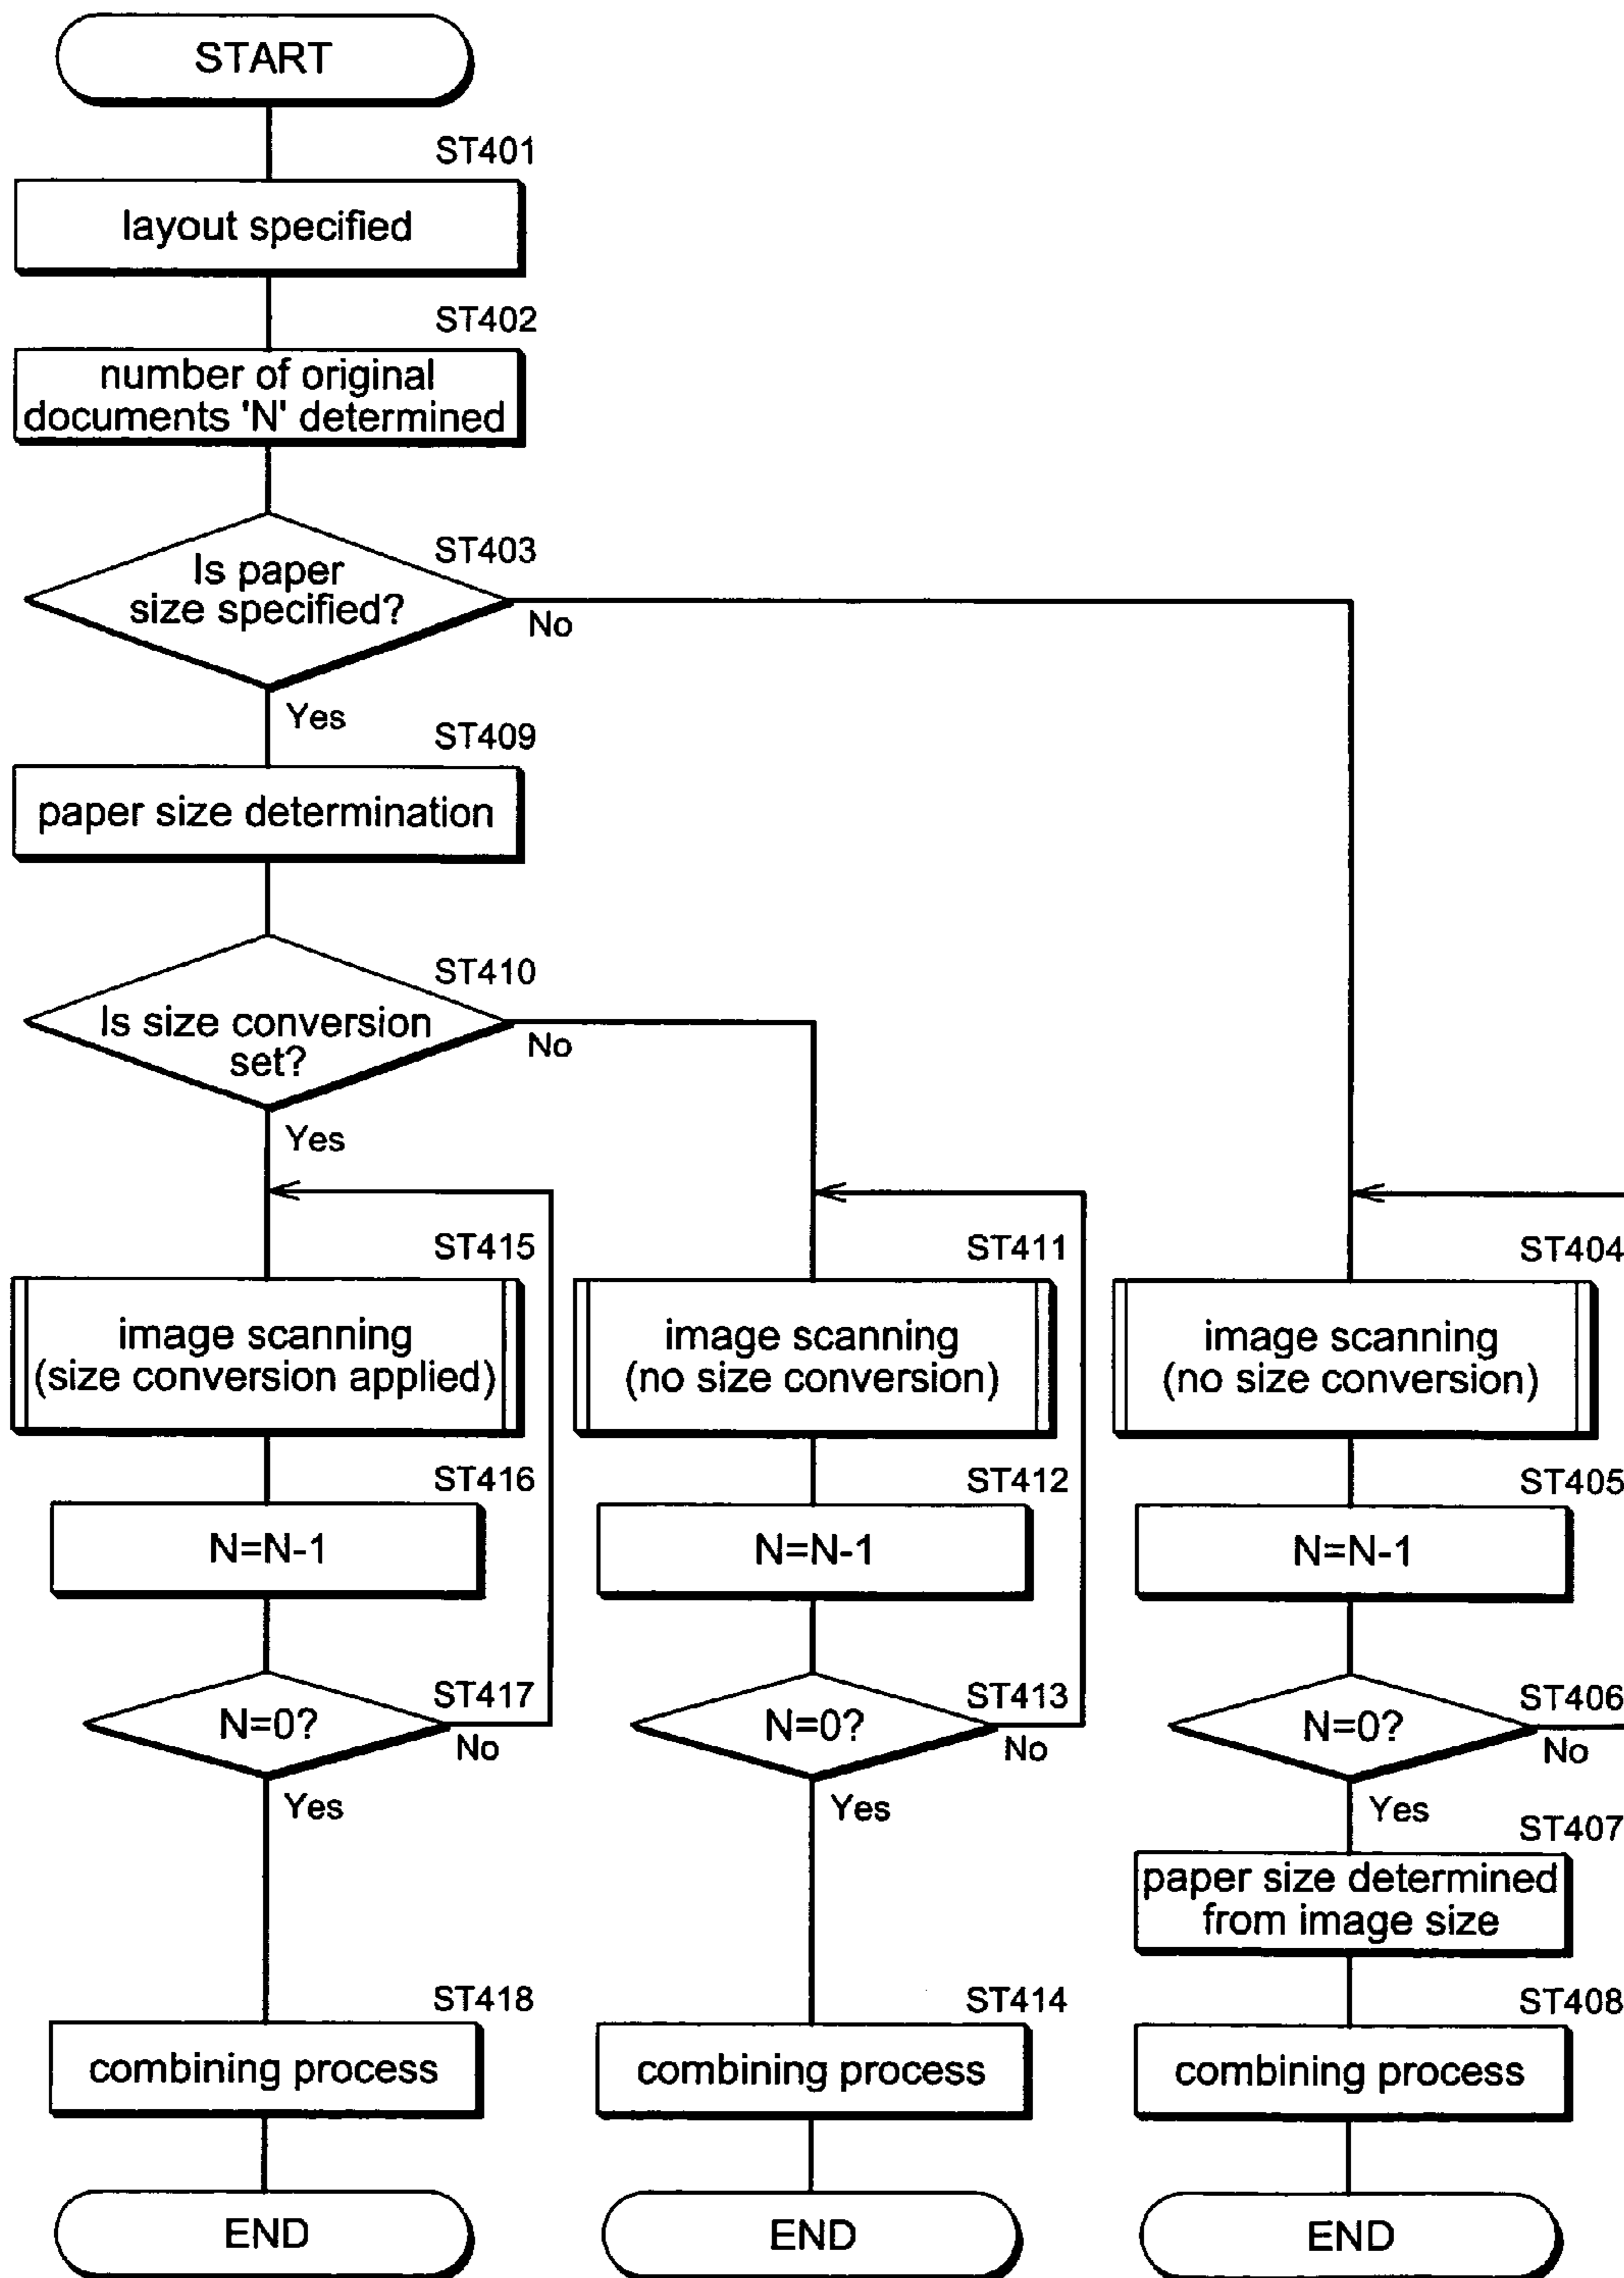 START
ST401
layout specified
ST402
number of original
documents 'N' determined
ST403
Is paper
size specified?
No
Yes
ST409
paper size determination
ST410
Is size conversion
set?
No
Yes
ST415
image scanning
(size conversion applied)
ST416
N=N-1
ST417
N=0?
No
Yes
ST418
combining process
END
ST411
image scanning
(no size conversion)
ST412
N=N-1
ST413
N=0?
No
Yes
ST414
combining process
END
ST404
image scanning
(no size conversion)
ST405
N=N-1
ST406
N=0?
No
Yes
ST407
paper size determined
from image size
ST408
combining process
END